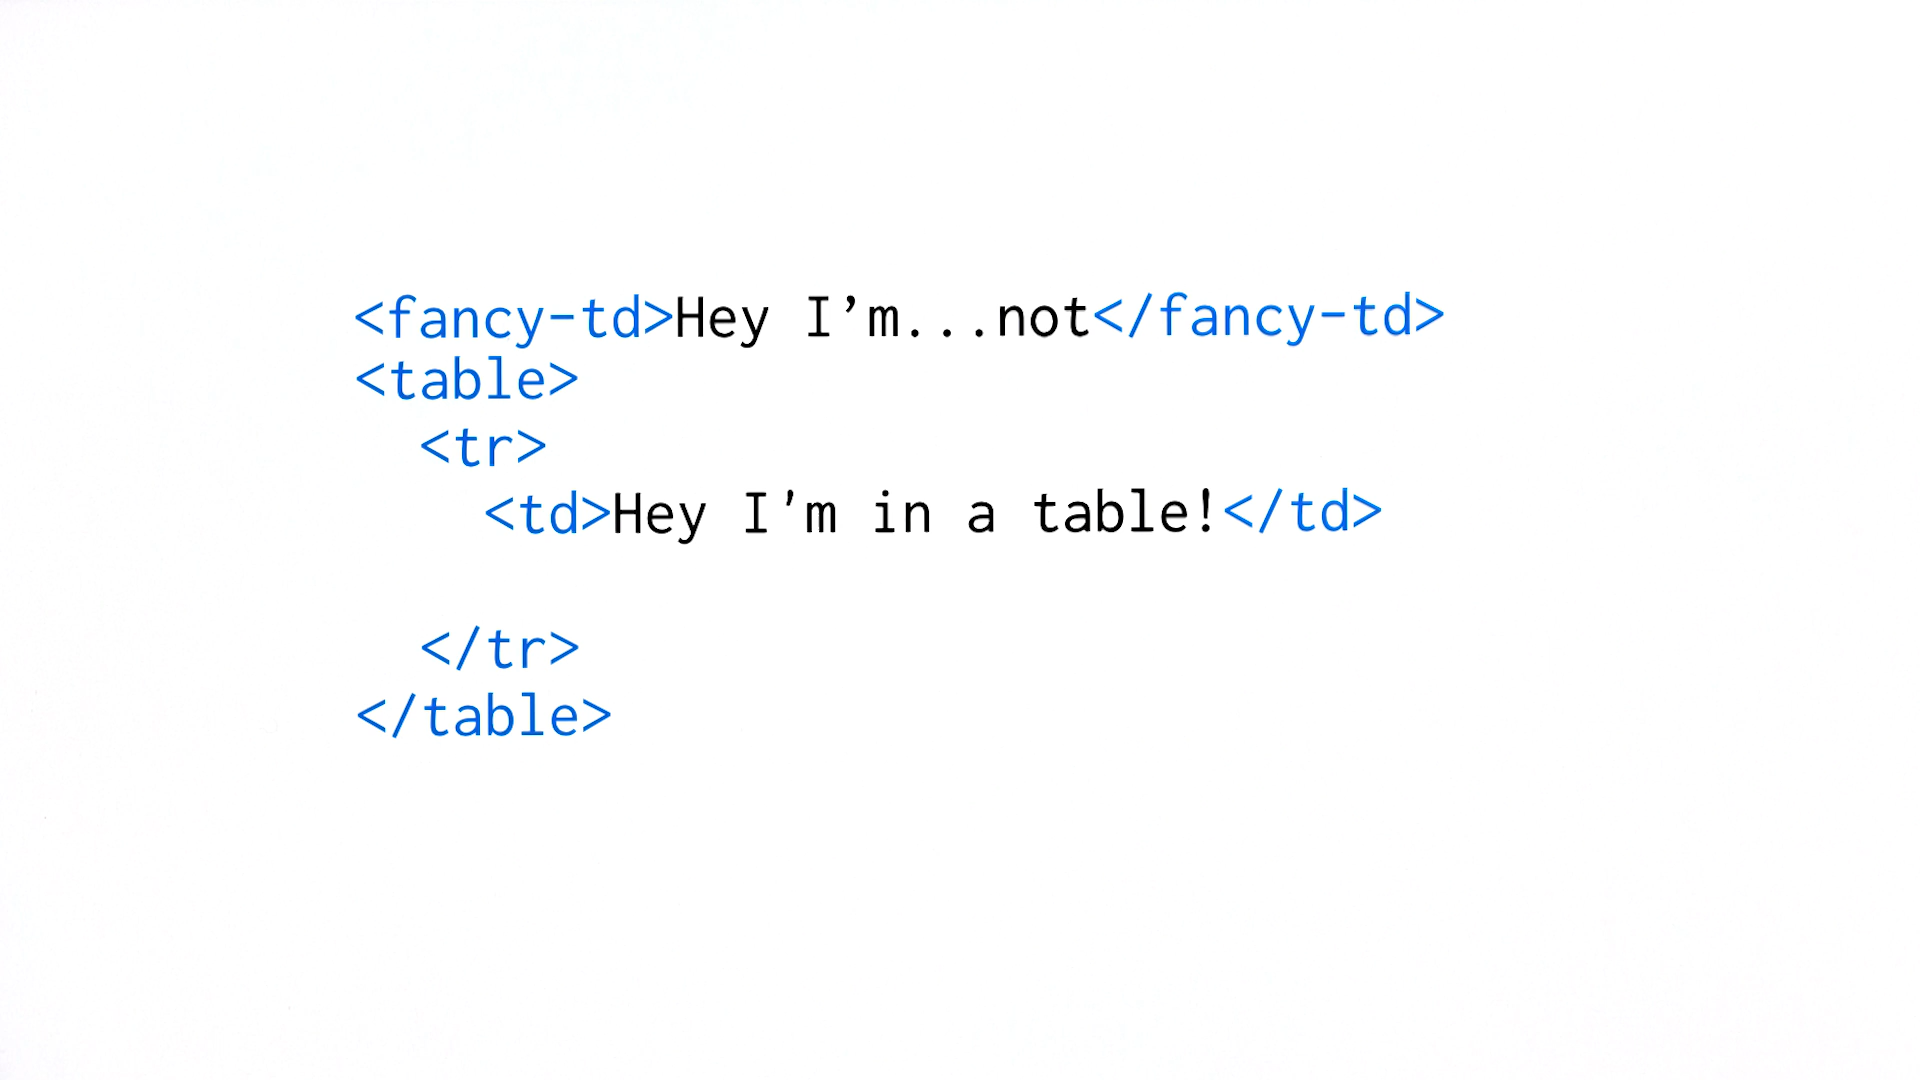 <fancy-td>Hey I’m...not</fancy-td>
<table>
<tr>
<td>Hey I'm in a table!</td>
</tr>
</table>